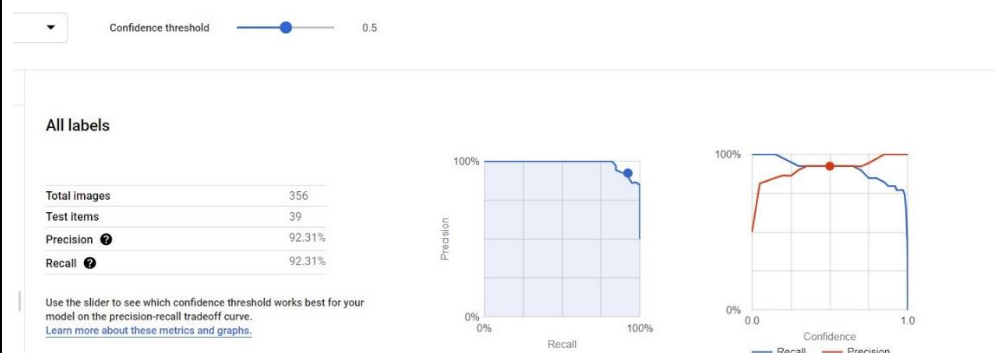 Confidence threshold 0.5
All labels
Total images 356
Test items 39
Precision ? 92.31%
Recall ? 92.31%
Use the slider to see which confidence threshold works best for your
model on the precision-recall tradeoff curve.
Learn more about these metrics and graphs.
100%
Precision
0%
0% 100%
Recall
100%
0%
0.0 1.0
Confidence
Recall Precision